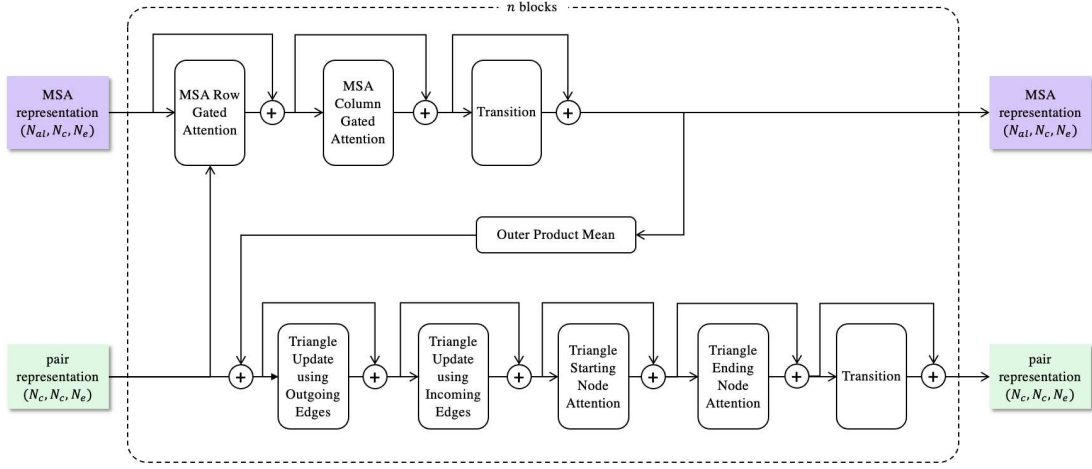 n blocks
MSA
representation
(N_al, N_c, N_e)
MSA Row
Gated
Attention
+
MSA
Column
Gated
Attention
+
Transition
+
MSA
representation
(N_al, N_c, N_e)
Outer Product Mean
pair
representation
(N_c, N_c, N_e)
+
Triangle
Update
using
Outgoing
Edges
+
Triangle
Update
using
Incoming
Edges
+
Triangle
Starting
Node
Attention
+
Triangle
Ending
Node
Attention
+
Transition
+
pair
representation
(N_c, N_c, N_e)